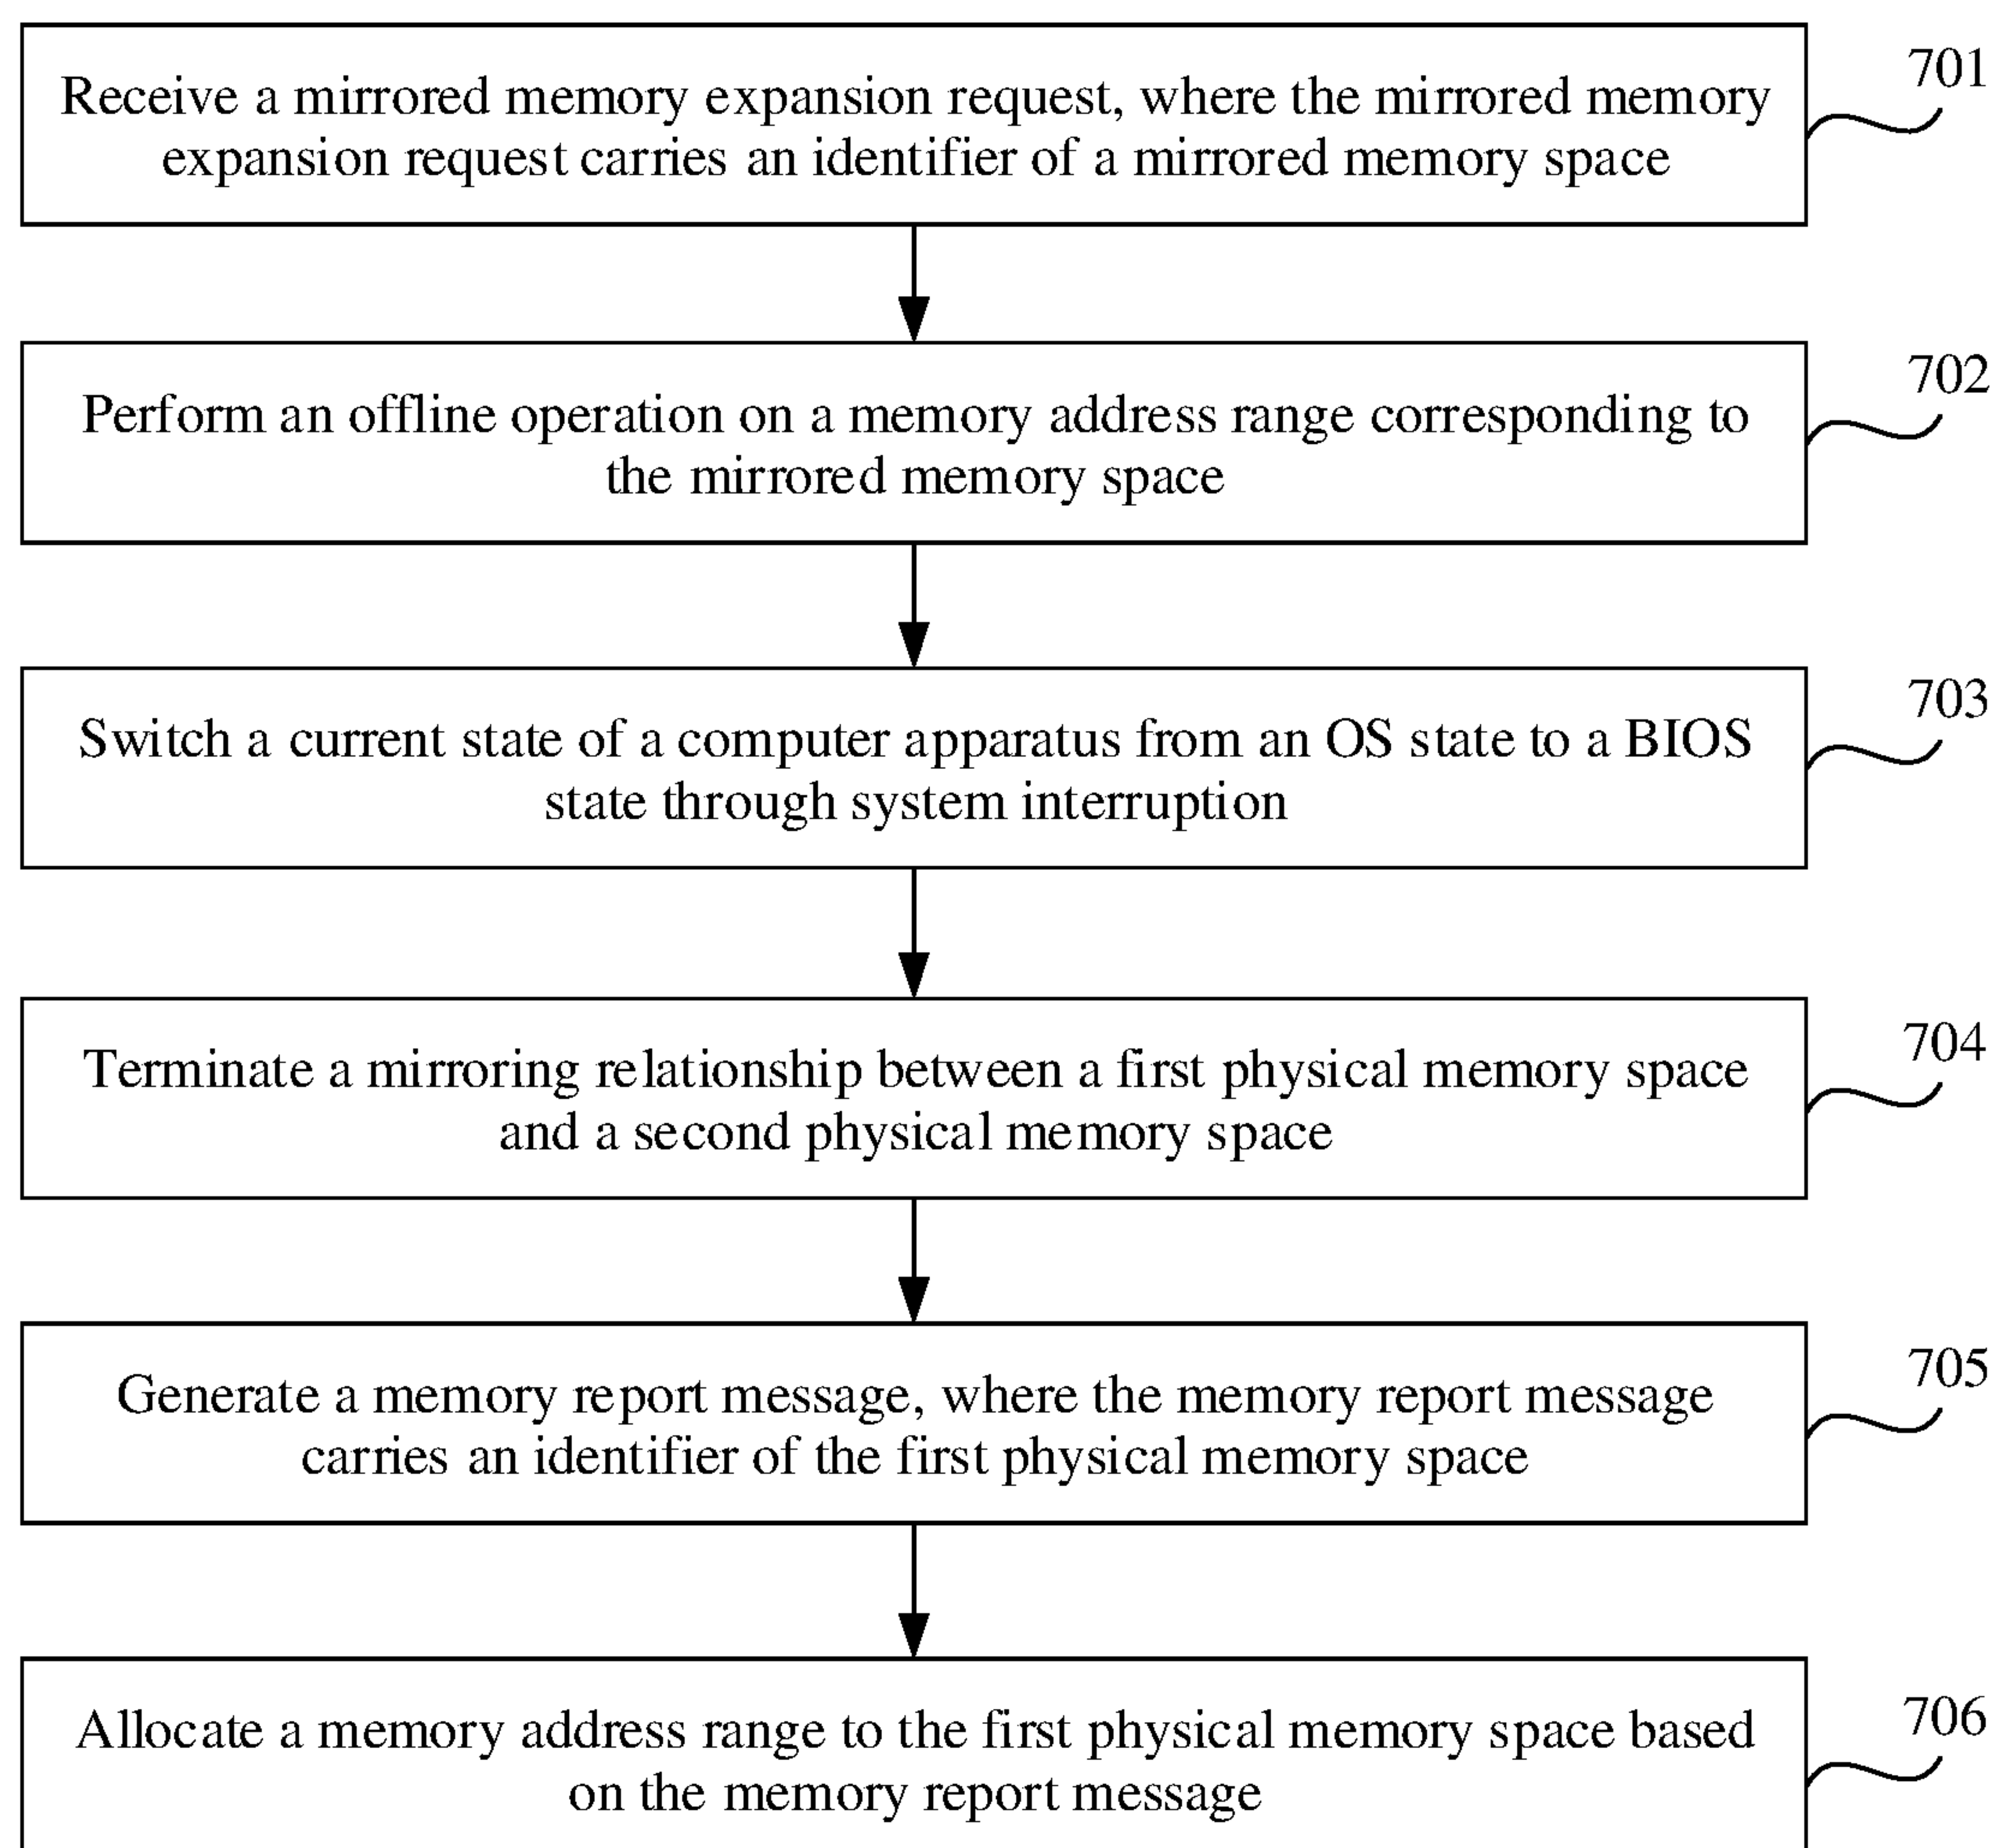 701
Receive a mirrored memory expansion request, where the mirrored memory
expansion request carries an identifier of a mirrored memory space
702
Perform an offline operation on a memory address range corresponding to
the mirrored memory space
703
Switch a current state of a computer apparatus from an OS state to a BIOS
state through system interruption
704
Terminate a mirroring relationship between a first physical memory space
and a second physical memory space
705
Generate a memory report message, where the memory report message
carries an identifier of the first physical memory space
706
Allocate a memory address range to the first physical memory space based
on the memory report message